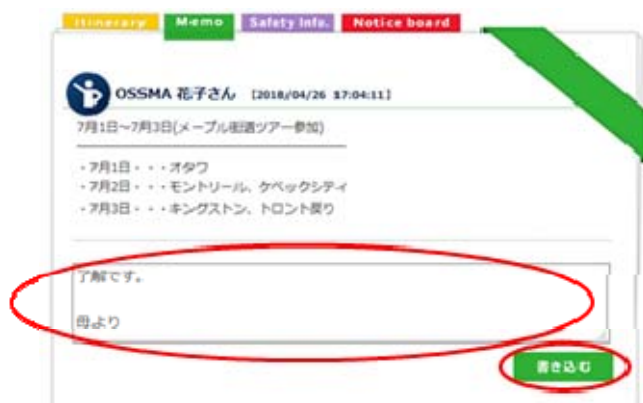 Itinerary Memo Safety Info. Notice board
OSSMA 花子さん [2018/04/26 17:04:11]
7月1日～7月3日(メープル街道ツアー参加)
・7月1日・・・オタワ
・7月2日・・・モントリール、ケベックシティ
・7月3日・・・キングストン、トロント戻り
了解です。
母より
書き込む